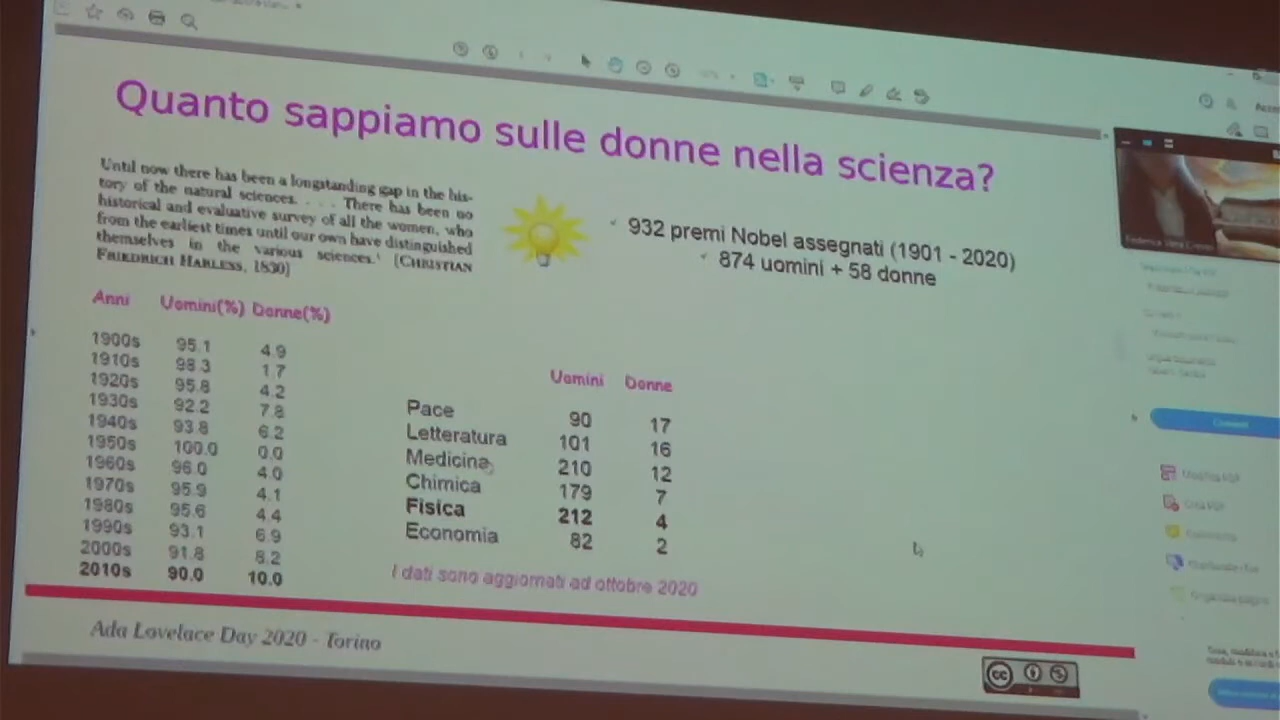 Quanto sappiamo sulle donne nella scienza?
Until now there has been a longstanding gap in the his-
tory of the natural sciences. . . . There has been no
historical and evaluative survey of all the women, who
from the earliest times until our own have distinguished
themselves in the various sciences.' [CHRISTIAN
FRIEDRICH HARLESS, 1830]
932 premi Nobel assegnati (1901 - 2020)
874 uomini + 58 donne
Anni Uomini(%) Donne(%)
1900s 95.1 4.9
1910s 98.3 1.7
1920s 95.8 4.2
1930s 92.2 7.8
1940s 93.8 6.2
1950s 100.0 0.0
1960s 96.0 4.0
1970s 95.9 4.1
1980s 95.6 4.4
1990s 93.1 6.9
2000s 91.8 8.2
2010s 90.0 10.0
Uomini Donne
Pace 90 17
Letteratura 101 16
Medicina 210 12
Chimica 179 7
Fisica 212 4
Economia 82 2
I dati sono aggiornati ad ottobre 2020
Ada Lovelace Day 2020 - Torino
cc